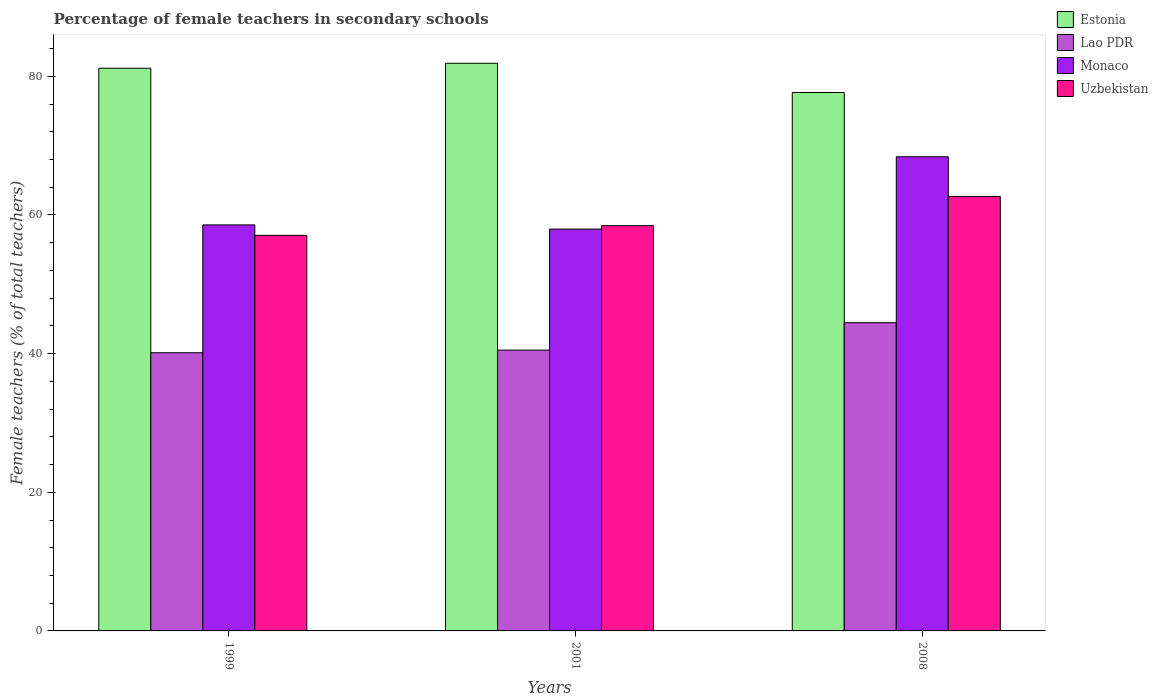 Percentage of female teachers in secondary schools
Estonia
Lao PDR
Monaco
Uzbekistan
Female teachers (% of total teachers)
80
60
40
20
0
1999
2001
2008
Years